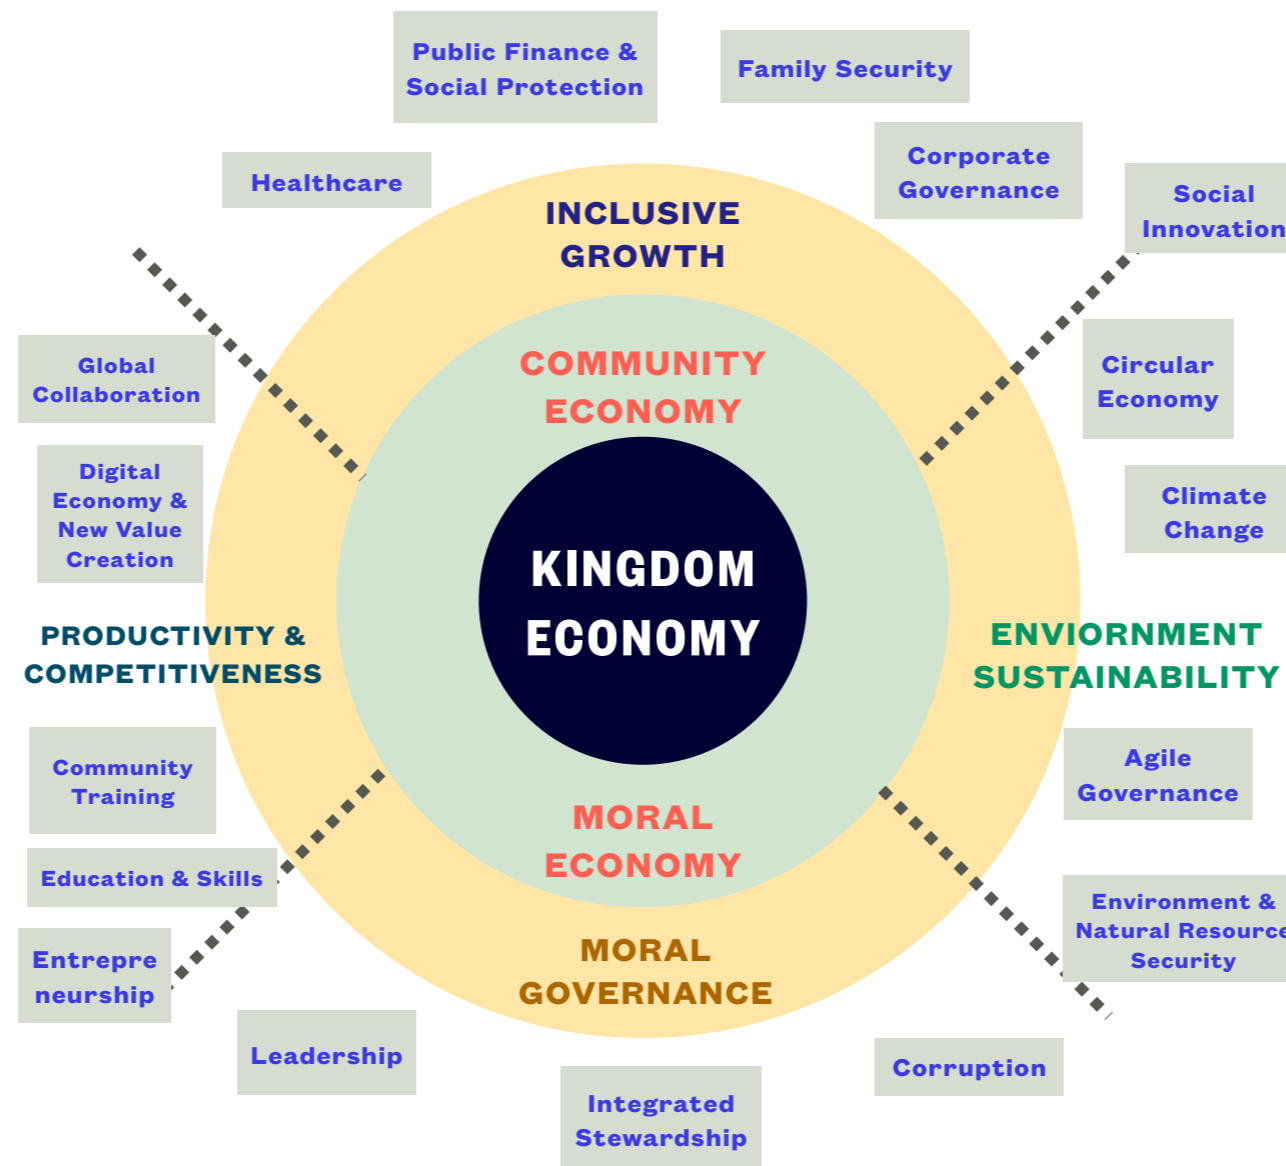 Public Finance &
Social Protection
Family Security
Corporate
Governance
Healthcare
Social
Innovation
INCLUSIVE
GROWTH
Global
Collaboration
Circular
Economy
COMMUNITY
ECONOMY
Digital
Economy &
New Value
Creation
Climate
Change
KINGDOM
ECONOMY
PRODUCTIVITY &
COMPETITIVENESS
ENVIORNMENT
SUSTAINABILITY
Community
Training
Agile
Governance
MORAL
ECONOMY
Education & Skills
Environment &
Natural Resource
Security
Entrepre
neurship
MORAL
GOVERNANCE
Leadership
Corruption
Integrated
Stewardship